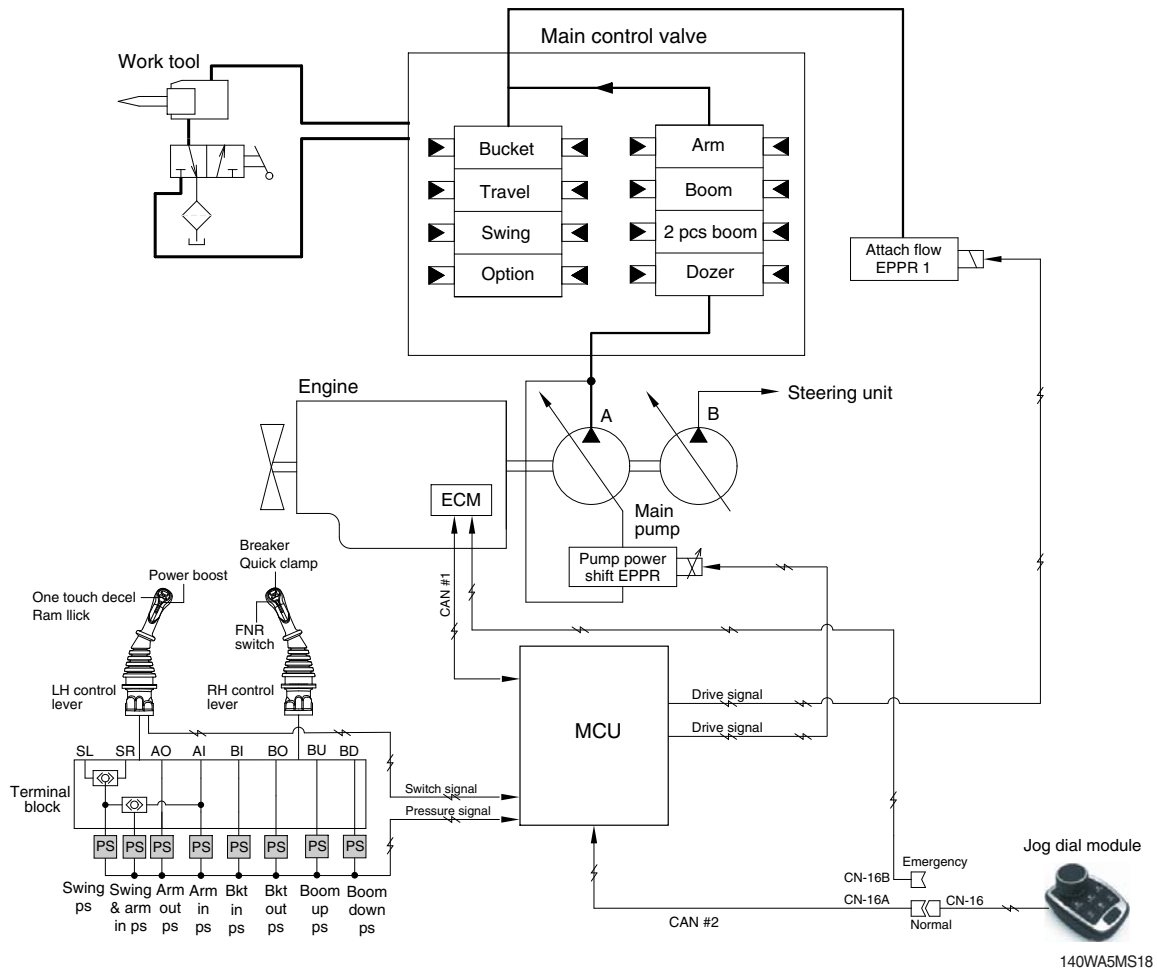 Main control valve
Work tool
Bucket
Travel
Swing
Option
Arm
Boom
2 pcs boom
Dozer
Attach flow
EPPR 1
Engine
A
B
Steering unit
ECM
Main
pump
Pump power
shift EPPR
CAN #1
Breaker
Quick clamp
Power boost
One touch decel
Ram llick
FNR
switch
LH control
lever
RH control
lever
MCU
Drive signal
Drive signal
SL SR AO AI BI BO BU BD
Terminal
block
Switch signal
Pressure signal
PS PS PS PS PS PS PS PS
Swing
ps
Swing
& arm
in ps
Arm
out
ps
Arm
in
ps
Bkt
in
ps
Bkt
out
ps
Boom
up
ps
Boom
down
ps
Jog dial module
Emergency
CN-16B
CN-16A
CN-16
Normal
CAN #2
140WA5MS18